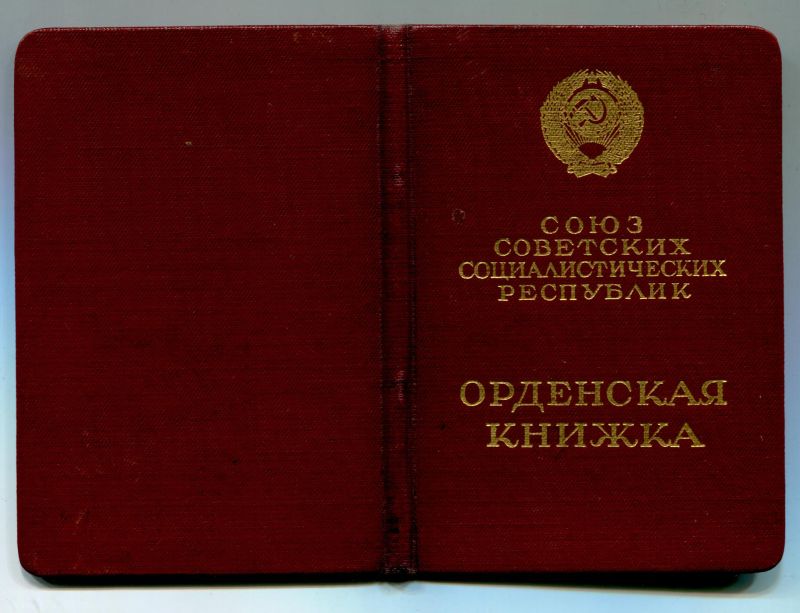 СОЮЗ
СОВЕТСКИХ
СОЦИАЛИСТИЧЕСКИХ
РЕСПУБЛИК
ОРДЕНСКАЯ
КНИЖКА